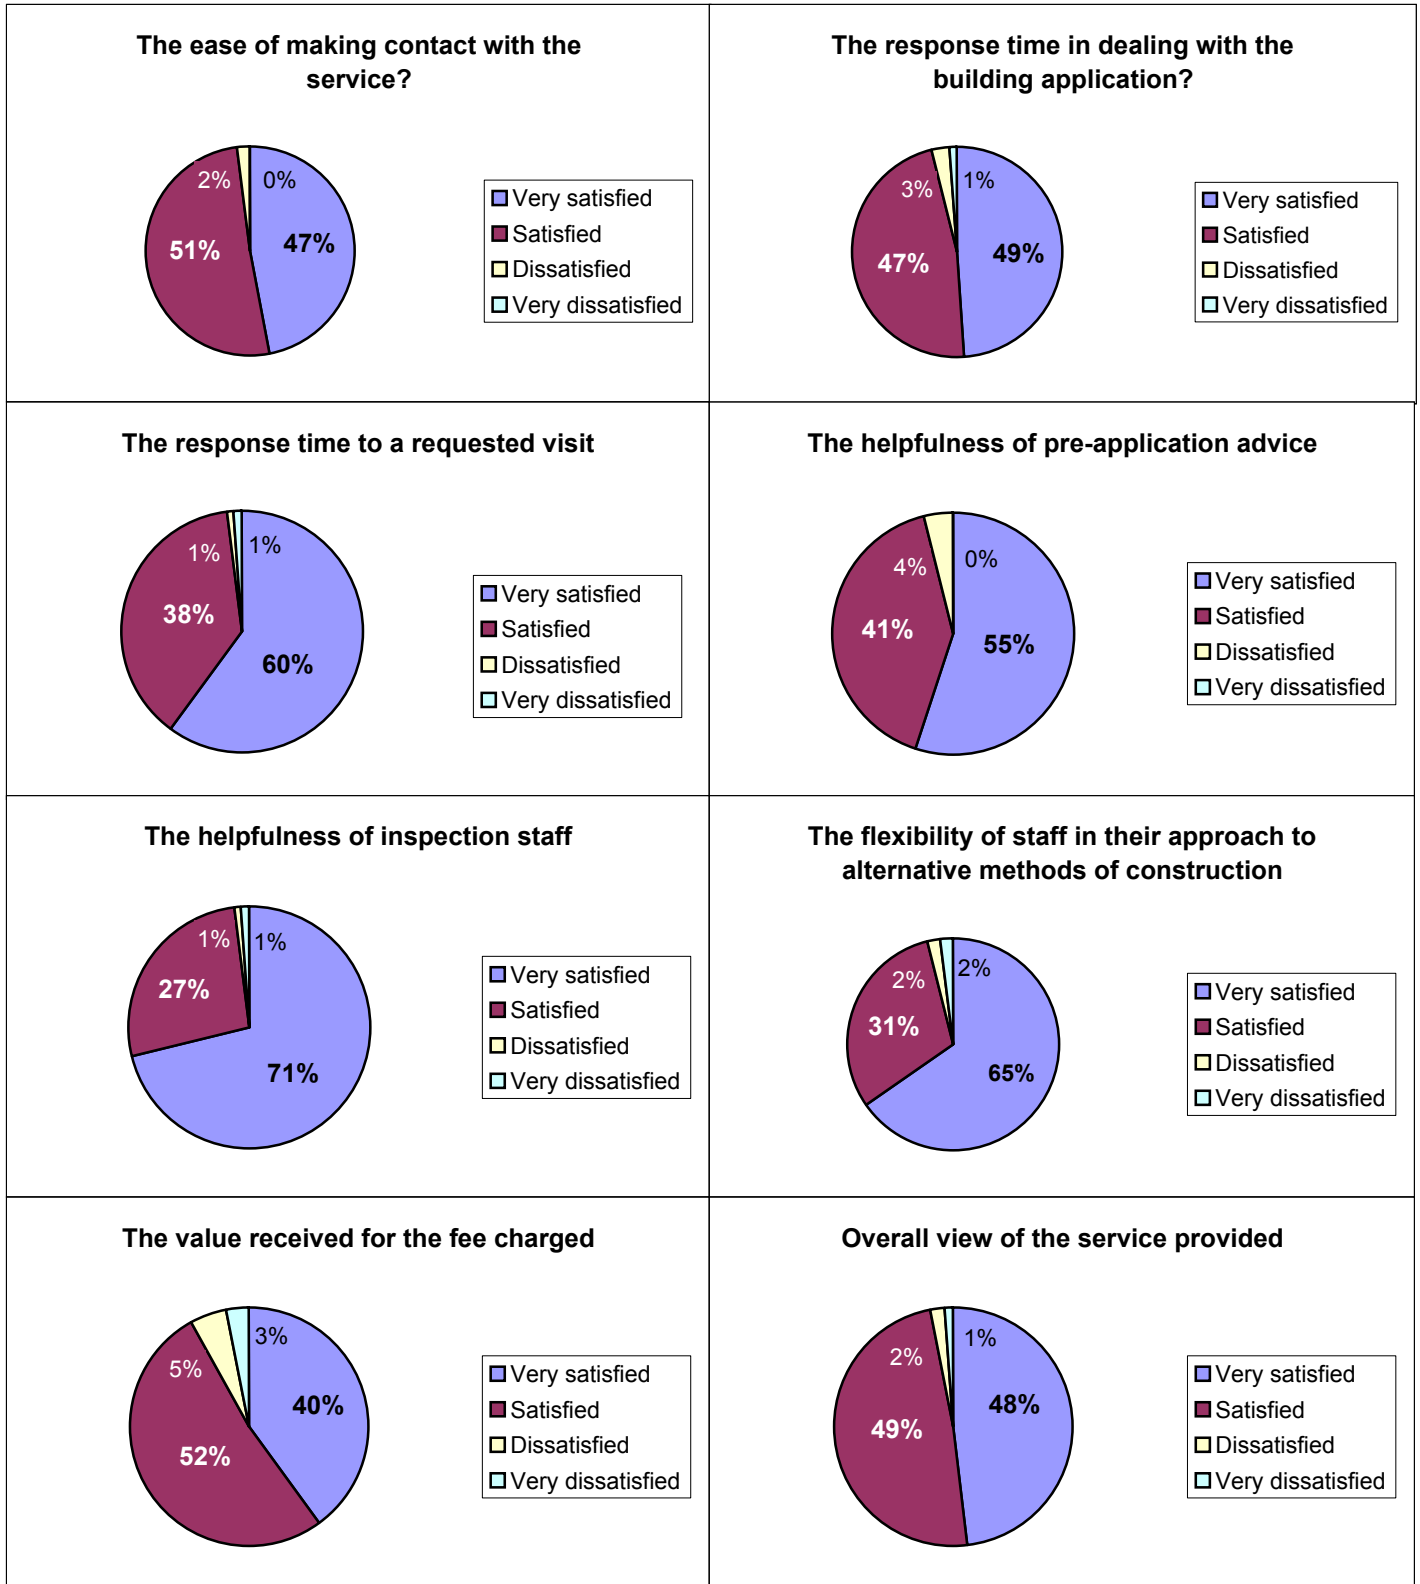 The ease of making contact with the
service?
2%
0%
51%
47%
Very satisfied
Satisfied
Dissatisfied
Very dissatisfied
The response time in dealing with the
building application?
3%
1%
47%
49%
Very satisfied
Satisfied
Dissatisfied
Very dissatisfied
The response time to a requested visit
1%
1%
38%
60%
Very satisfied
Satisfied
Dissatisfied
Very dissatisfied
The helpfulness of pre-application advice
4%
0%
41%
55%
Very satisfied
Satisfied
Dissatisfied
Very dissatisfied
The helpfulness of inspection staff
1%
1%
27%
71%
Very satisfied
Satisfied
Dissatisfied
Very dissatisfied
The flexibility of staff in their approach to
alternative methods of construction
2%
2%
31%
65%
Very satisfied
Satisfied
Dissatisfied
Very dissatisfied
The value received for the fee charged
3%
5%
40%
52%
Very satisfied
Satisfied
Dissatisfied
Very dissatisfied
Overall view of the service provided
1%
2%
48%
49%
Very satisfied
Satisfied
Dissatisfied
Very dissatisfied